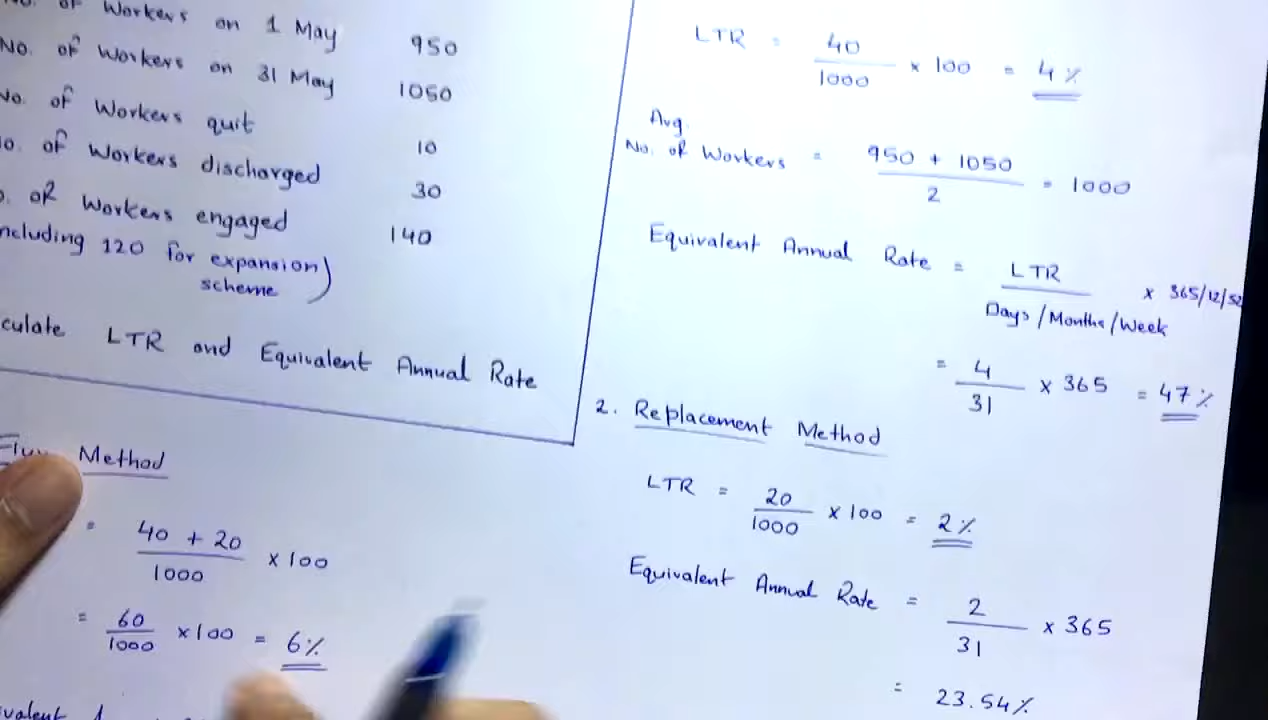 of Workers on 1 May 950
No. of Workers on 31 May 1050
No. of Workers quit 10
of Workers discharged 30
of Workers engaged 140
including 120 for expansion)
scheme
LTR and Equivalent Annual Rate
Method
= 40 + 20 / 1000 x 100
= 60 / 1000 x 100 = 6%
LTR = 40 / 1000 x 100 = 4%
Avg.
No. of Workers = 950 + 1050 / 2 = 1000
Equivalent Annual Rate = LTR / Days/Months/Week x 365/12/52
= 4 / 31 x 365 = 47%
2. Replacement Method
LTR = 20 / 1000 x 100 = 2%
Equivalent Annual Rate = 2 / 31 x 365
= 23.54%